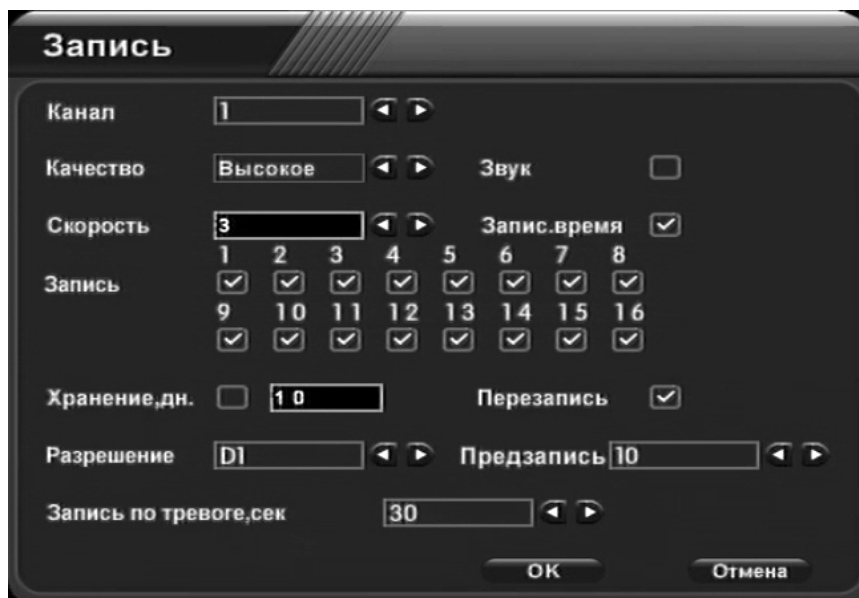 Запись
Канал 1
Качество Высокое Звук
Скорость 3 Запис.время
1 2 3 4 5 6 7 8
Запись
9 10 11 12 13 14 15 16
Хранение,дн. 10 Перезапись
Разрешение D1 Предзапись 10
Запись по тревоге,сек 30
OK Отмена